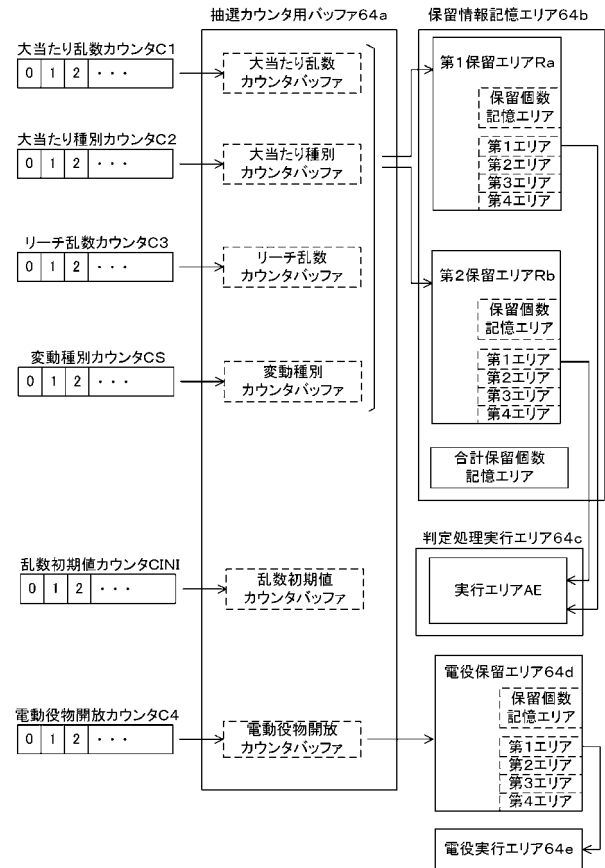 抽選カウンタ用バッファ64a
大当たり乱数カウンタC1
0 1 2 ・・・
大当たり乱数
カウンタバッファ
大当たり種別カウンタC2
0 1 2 ・・・
大当たり種別
カウンタバッファ
リーチ乱数カウンタC3
0 1 2 ・・・
リーチ乱数
カウンタバッファ
変動種別カウンタCS
0 1 2 ・・・
変動種別
カウンタバッファ
乱数初期値カウンタCINI
0 1 2 ・・・
乱数初期値
カウンタバッファ
電動役物開放カウンタC4
0 1 2 ・・・
電動役物開放
カウンタバッファ
保留情報記憶エリア64b
第1保留エリアRa
保留個数
記憶エリア
第1エリア
第2エリア
第3エリア
第4エリア
第2保留エリアRb
保留個数
記憶エリア
第1エリア
第2エリア
第3エリア
第4エリア
合計保留個数
記憶エリア
判定処理実行エリア64c
実行エリアAE
電役保留エリア64d
保留個数
記憶エリア
第1エリア
第2エリア
第3エリア
第4エリア
電役実行エリア64e